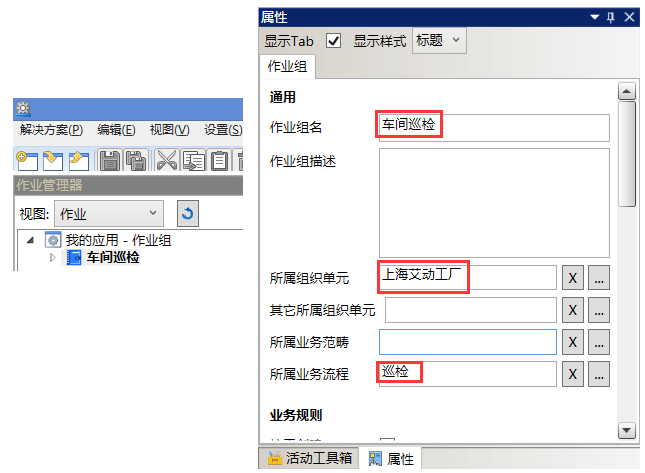 解决方案(P) 编辑(E) 视图(V) 设置(S)
作业管理器
视图: 作业
我的应用 - 作业组
车间巡检
属性
显示Tab 显示样式 标题
作业组
通用
作业组名 车间巡检
作业组描述
所属组织单元 上海艾动工厂 X ...
其它所属组织单元 X ...
所属业务范畴 X ...
所属业务流程 巡检 X ...
业务规则
活动工具箱 属性